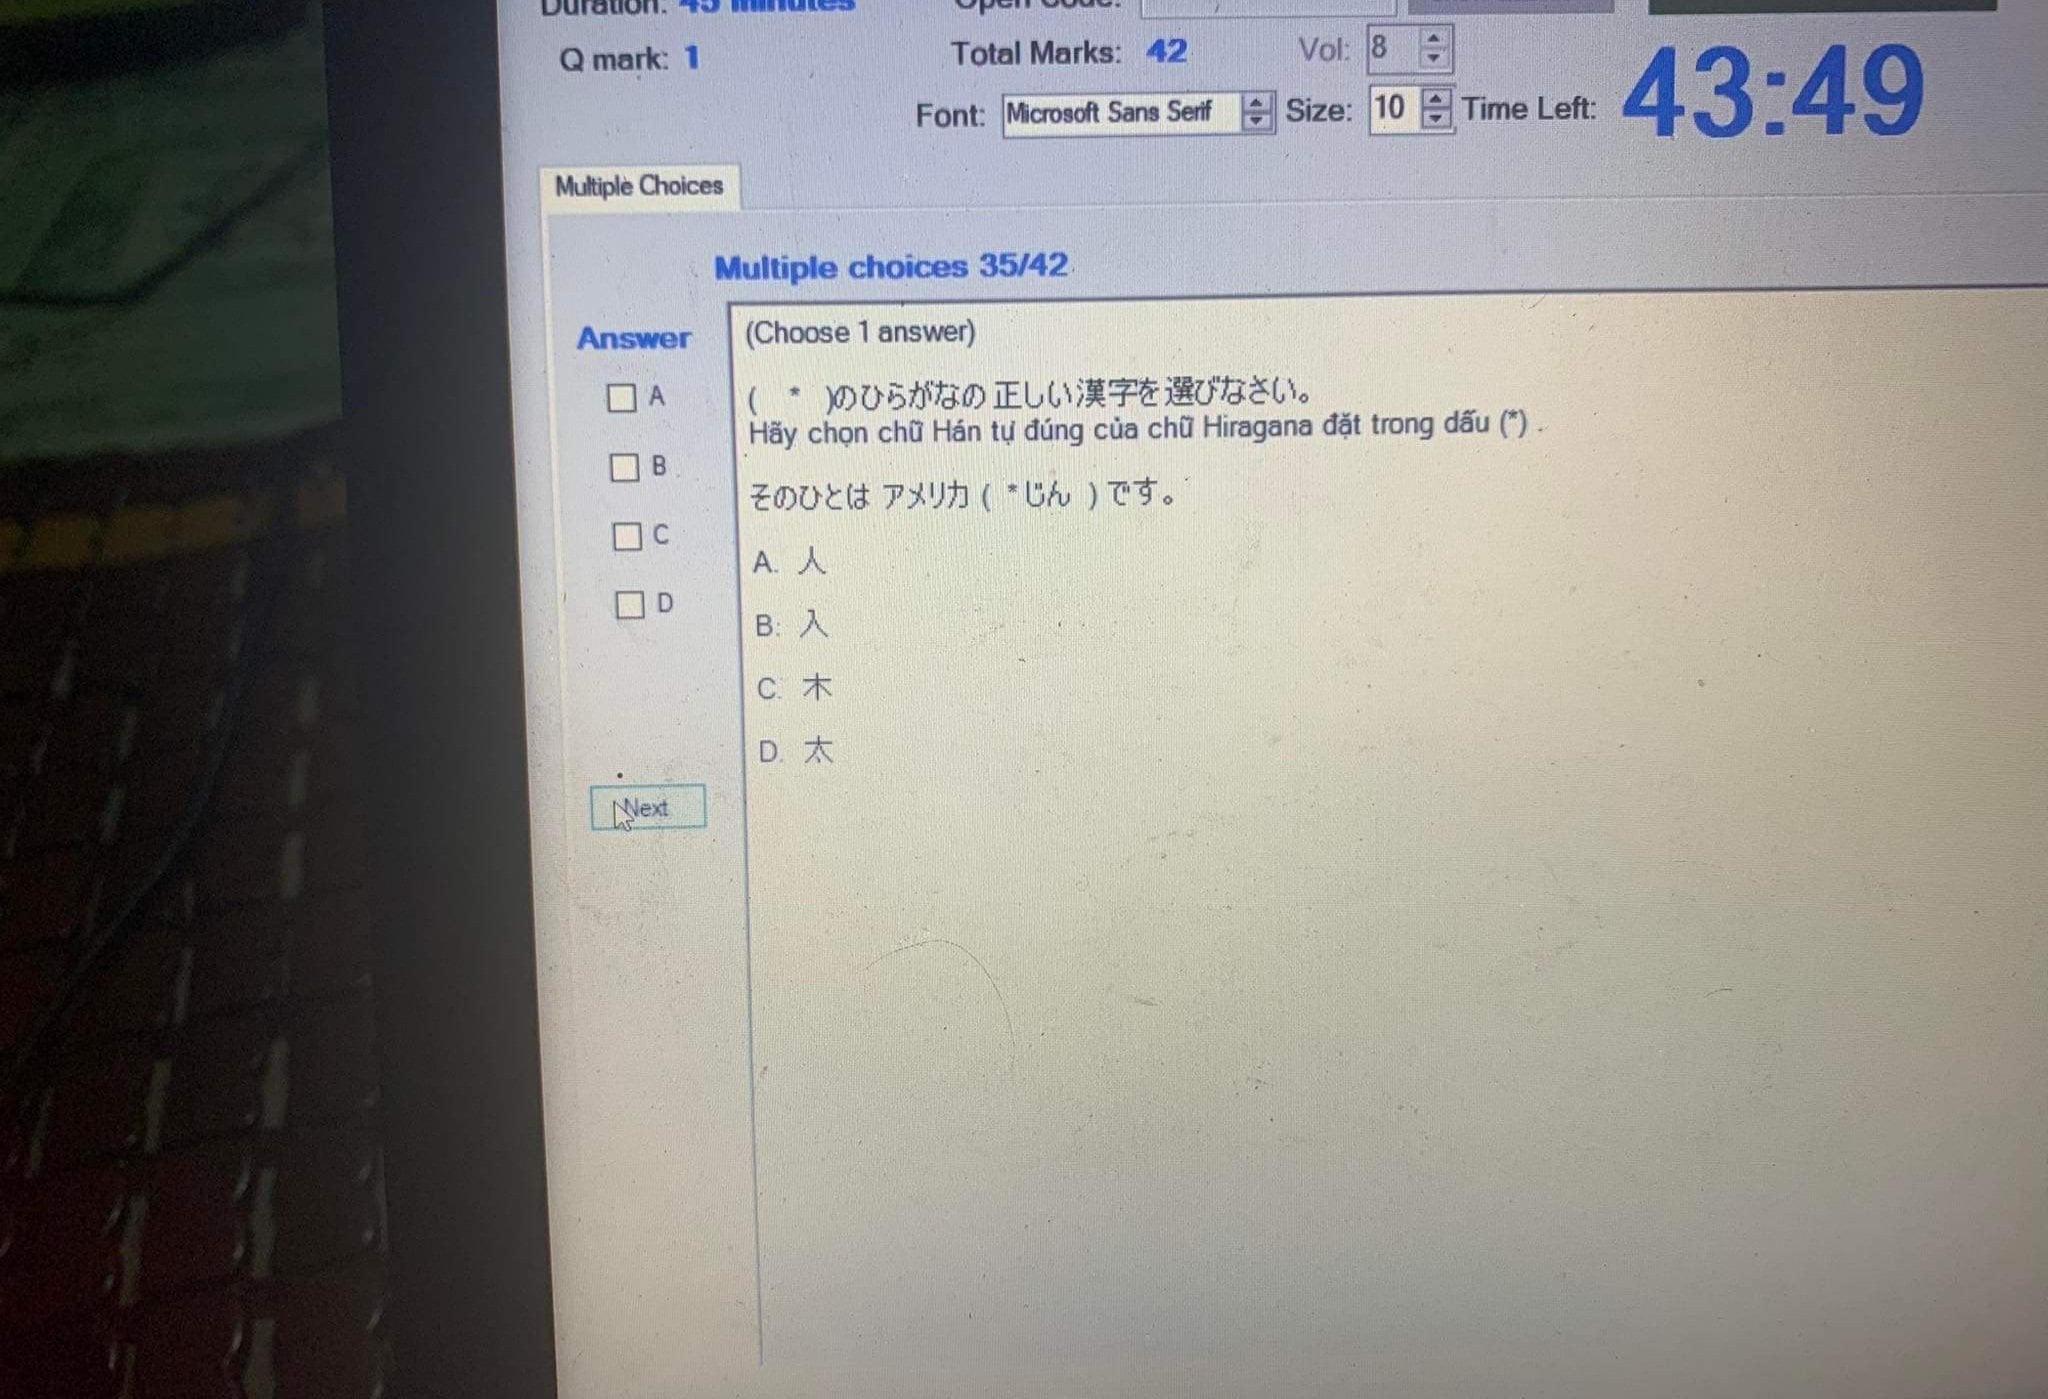 Duration: 45 minutes
Open Code:
Q mark: 1
Total Marks: 42
Vol: 8
Font: Microsoft Sans Serif
Size: 10
Time Left: 43:49
Multiple Choices
Multiple choices 35/42
Answer
A
B
C
D
Next
(Choose 1 answer)
( * )のひらがなの 正しい漢字を選びなさい。
Hãy chọn chữ Hán tự đúng của chữ Hiragana đặt trong dấu (*) .
そのひとは アメリカ ( *じん ) です。
A. 人
B: 入
C. 木
D. 太